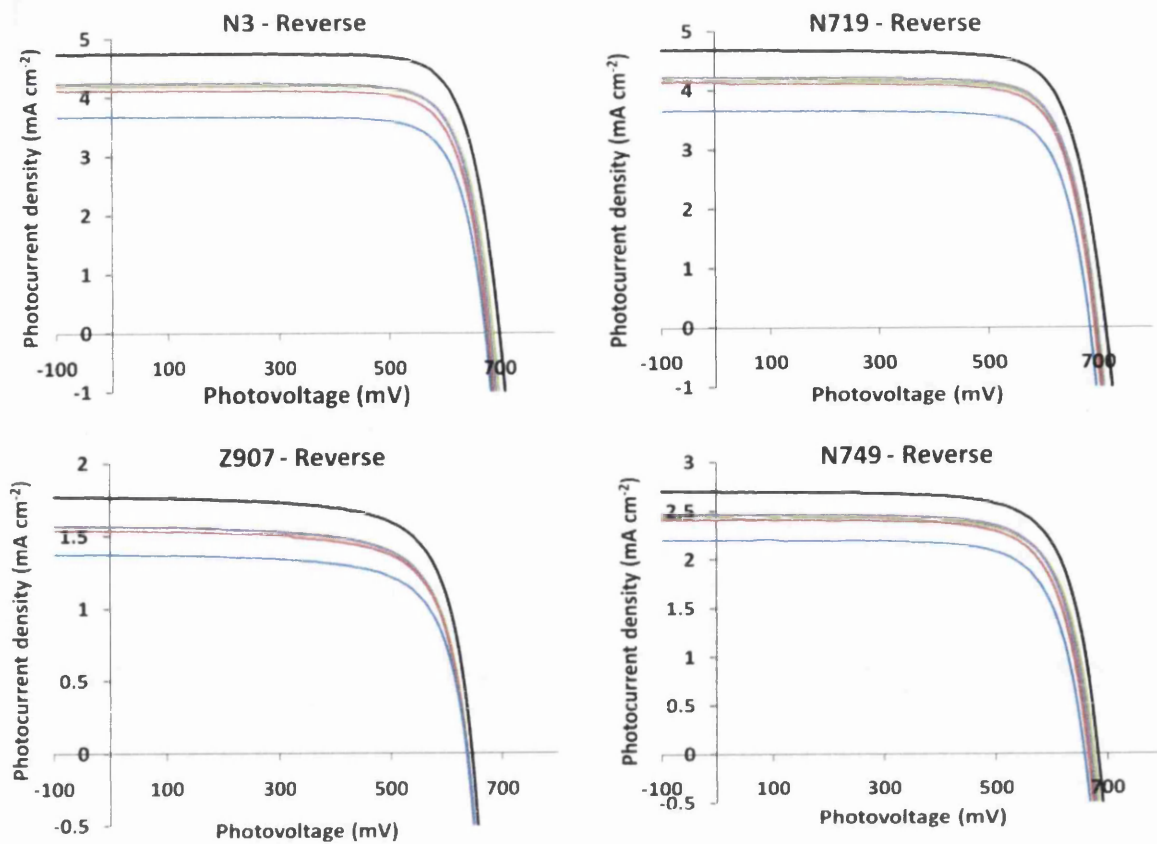 N3 - Reverse
Photocurrent density (mA cm-2)
5
4
3
2
1
0
-1
-100 100 300 500 700
Photovoltage (mV)
N719 - Reverse
Photocurrent density (mA cm-2)
5
4
3
2
1
0
-1
-100 100 300 500 700
Photovoltage (mV)
Z907 - Reverse
Photocurrent density (mA cm-2)
2
1.5
1
0.5
0
-0.5
-100 100 300 500 700
Photovoltage (mV)
N749 - Reverse
Photocurrent density (mA cm-2)
3
2.5
2
1.5
1
0.5
0
-0.5
-100 100 300 500 700
Photovoltage (mV)